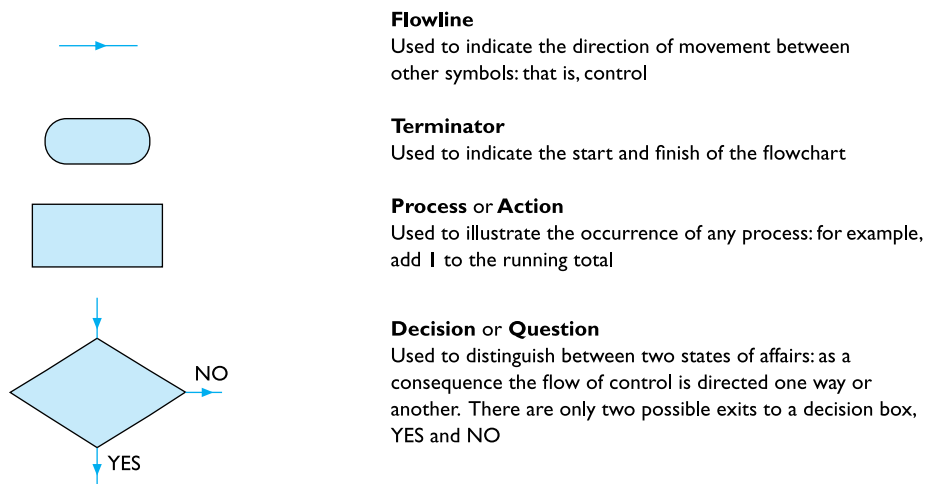 Flowline
Used to indicate the direction of movement between
other symbols: that is, control
Terminator
Used to indicate the start and finish of the flowchart
Process or Action
Used to illustrate the occurrence of any process: for example,
add 1 to the running total
Decision or Question
Used to distinguish between two states of affairs: as a
consequence the flow of control is directed one way or
another. There are only two possible exits to a decision box,
YES and NO
NO
YES